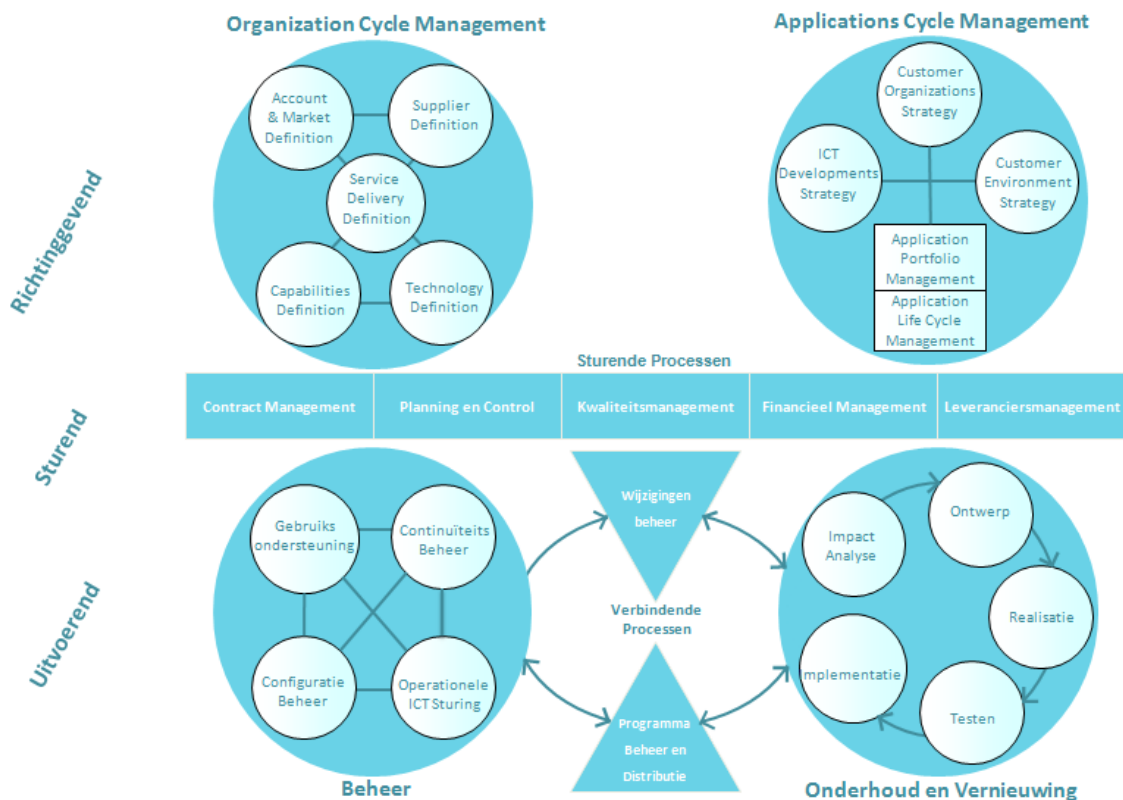 Organization Cycle Management
Applications Cycle Management
Account
& Market
Definition
Supplier
Definition
Service
Delivery
Definition
Capabilities
Definition
Technology
Definition
Customer
Organizations
Strategy
ICT
Developments
Strategy
Customer
Environment
Strategy
Application
Portfolio
Management
Application
Life Cycle
Management
Richtinggevend
Sturende Processen
Contract Management
Planning en Control
Kwaliteitsmanagement
Financieel Management
Leveranciersmanagement
Sturend
Gebruiks
ondersteuning
Continuïteits
Beheer
Configuratie
Beheer
Operationele
ICT Sturing
Wijzigingen
beheer
Verbindende
Processen
Programma
Beheer en
Distributie
Impact
Analyse
Ontwerp
Realisatie
Testen
Implementatie
Uitvoerend
Beheer
Onderhoud en Vernieuwing